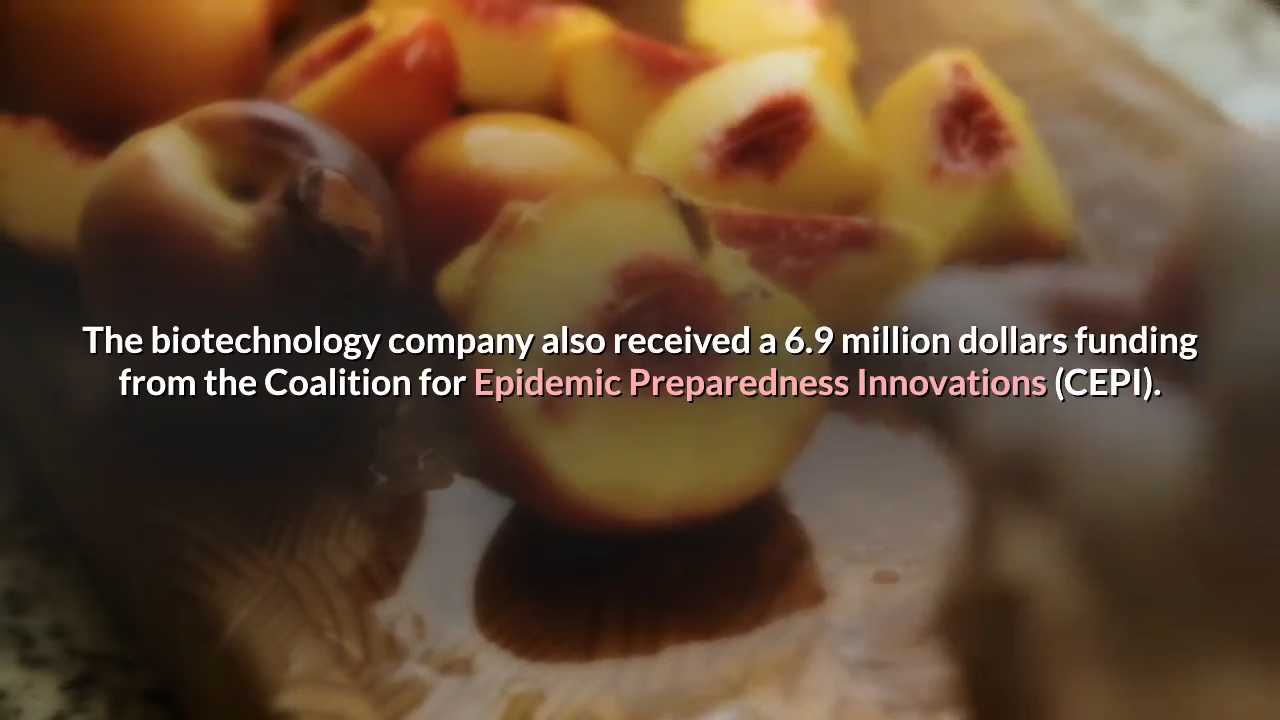 The biotechnology company also received a 6.9 million dollars funding
from the Coalition for Epidemic Preparedness Innovations (CEPI).